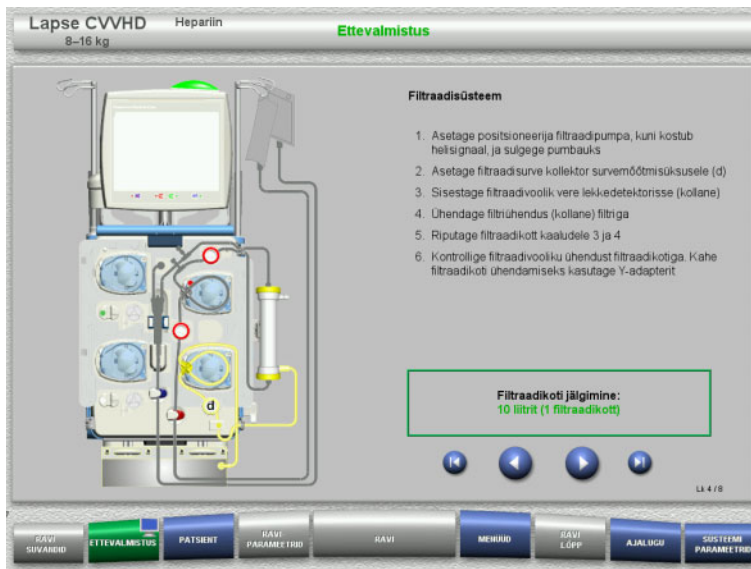 Lapse CVVHD
Hepariin
8–16 kg
Ettevalmistus
Filtraadisüsteem
1. Asetage positsioneerija filtraadipumpa, kuni kostub
helisignaal, ja sulgege pumbauks
2. Asetage filtraadisurve kollektor survemõõtmisüksusele (d)
3. Sisestage filtraadivoolik vere lekkedetektorisse (kollane)
4. Ühendage filtriühendus (kollane) filtriga
5. Riputage filtraadikott kaaludele 3 ja 4
6. Kontrollige filtraadivooliku ühendust filtraadikotiga. Kahe
filtraadikoti ühendamiseks kasutage Y-adapterit
d
Filtraadikoti jälgimine:
10 liitrit (1 filtraadikott)
Lk 4 / 8
RAVI
SUVANDID
ETTEVALMISTUS
PATSIENT
RAVI
PARAMEETRID
RAVI
MENÜÜD
RAVI
LÕPP
AJALUGU
SÜSTEEMI
PARAMEETRID